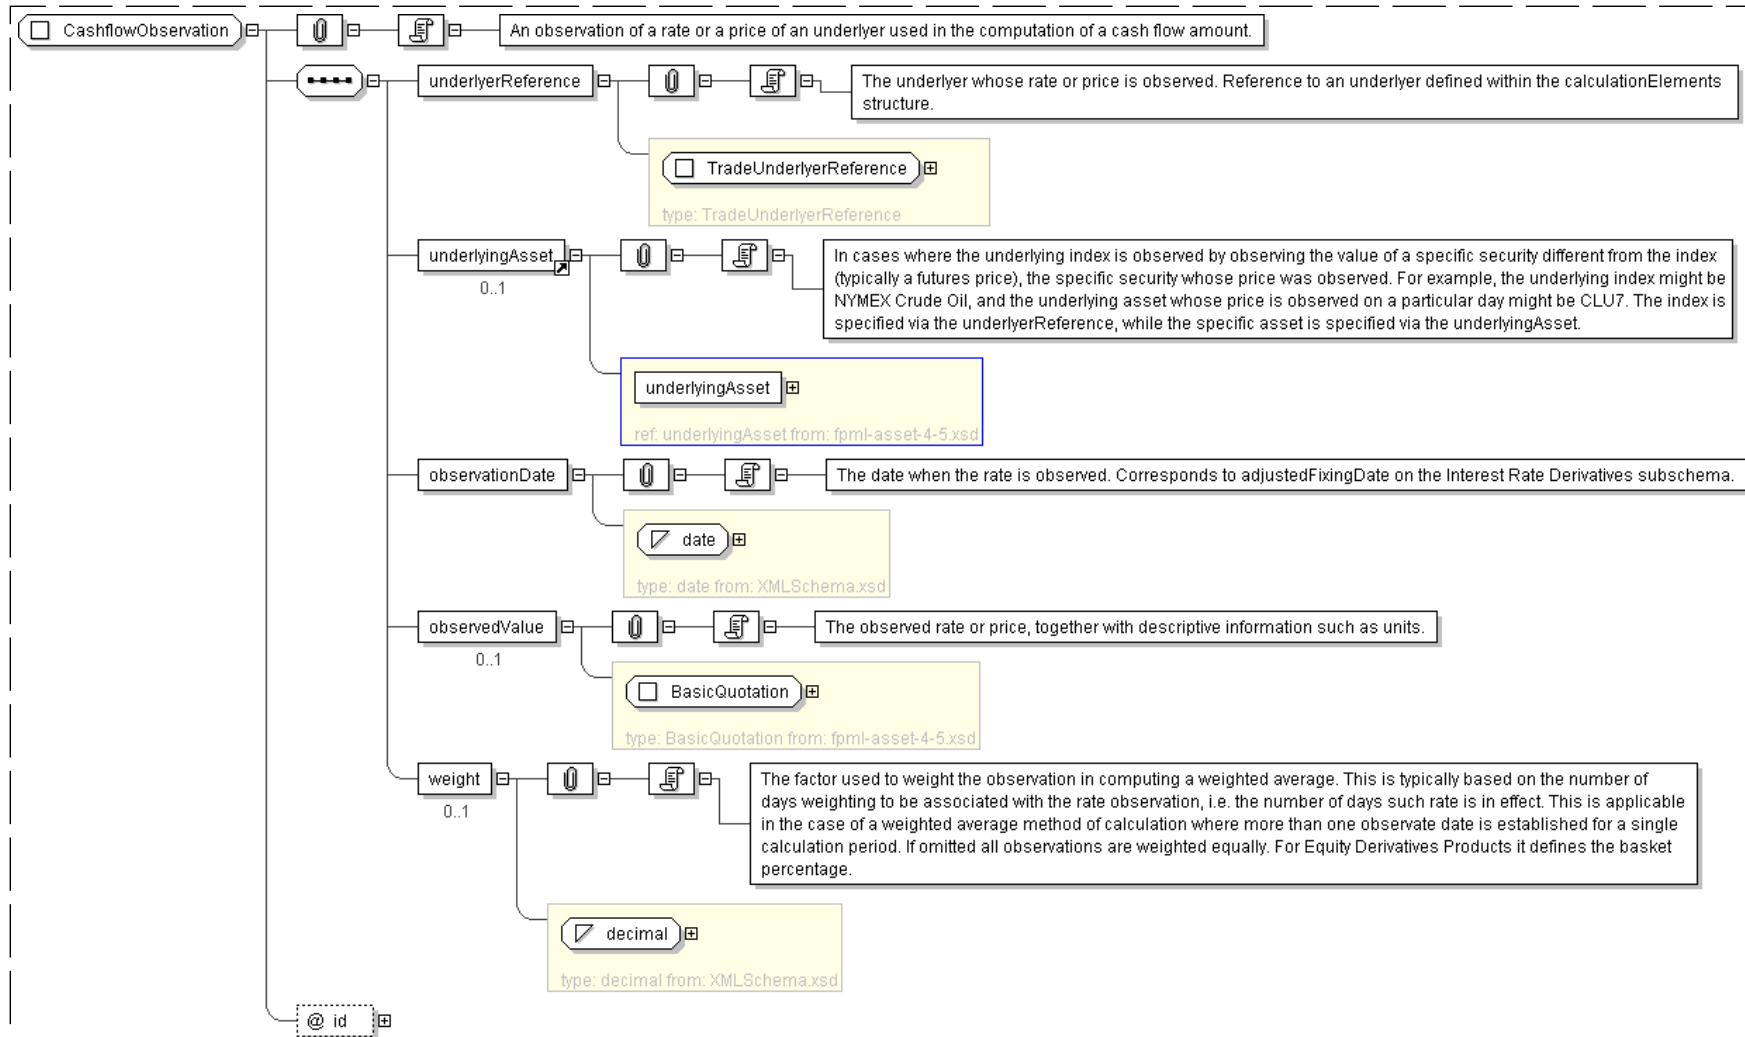 CashflowObservation
An observation of a rate or a price of an underlyer used in the computation of a cash flow amount.
underlyerReference
The underlyer whose rate or price is observed. Reference to an underlyer defined within the calculationElements
structure.
TradeUnderlyerReference
type: TradeUnderlyerReference
underlyingAsset
0..1
In cases where the underlying index is observed by observing the value of a specific security different from the index
(typically a futures price), the specific security whose price was observed. For example, the underlying index might be
NYMEX Crude Oil, and the underlying asset whose price is observed on a particular day might be CLU7. The index is
specified via the underlyerReference, while the specific asset is specified via the underlyingAsset.
underlyingAsset
ref: underlyingAsset from: fpml-asset-4-5.xsd
observationDate
The date when the rate is observed. Corresponds to adjustedFixingDate on the Interest Rate Derivatives subschema.
date
type: date from: XMLSchema.xsd
observedValue
0..1
The observed rate or price, together with descriptive information such as units.
BasicQuotation
type: BasicQuotation from: fpml-asset-4-5.xsd
weight
0..1
The factor used to weight the observation in computing a weighted average. This is typically based on the number of
days weighting to be associated with the rate observation, i.e. the number of days such rate is in effect. This is applicable
in the case of a weighted average method of calculation where more than one observate date is established for a single
calculation period. If omitted all observations are weighted equally. For Equity Derivatives Products it defines the basket
percentage.
decimal
type: decimal from: XMLSchema.xsd
@ id